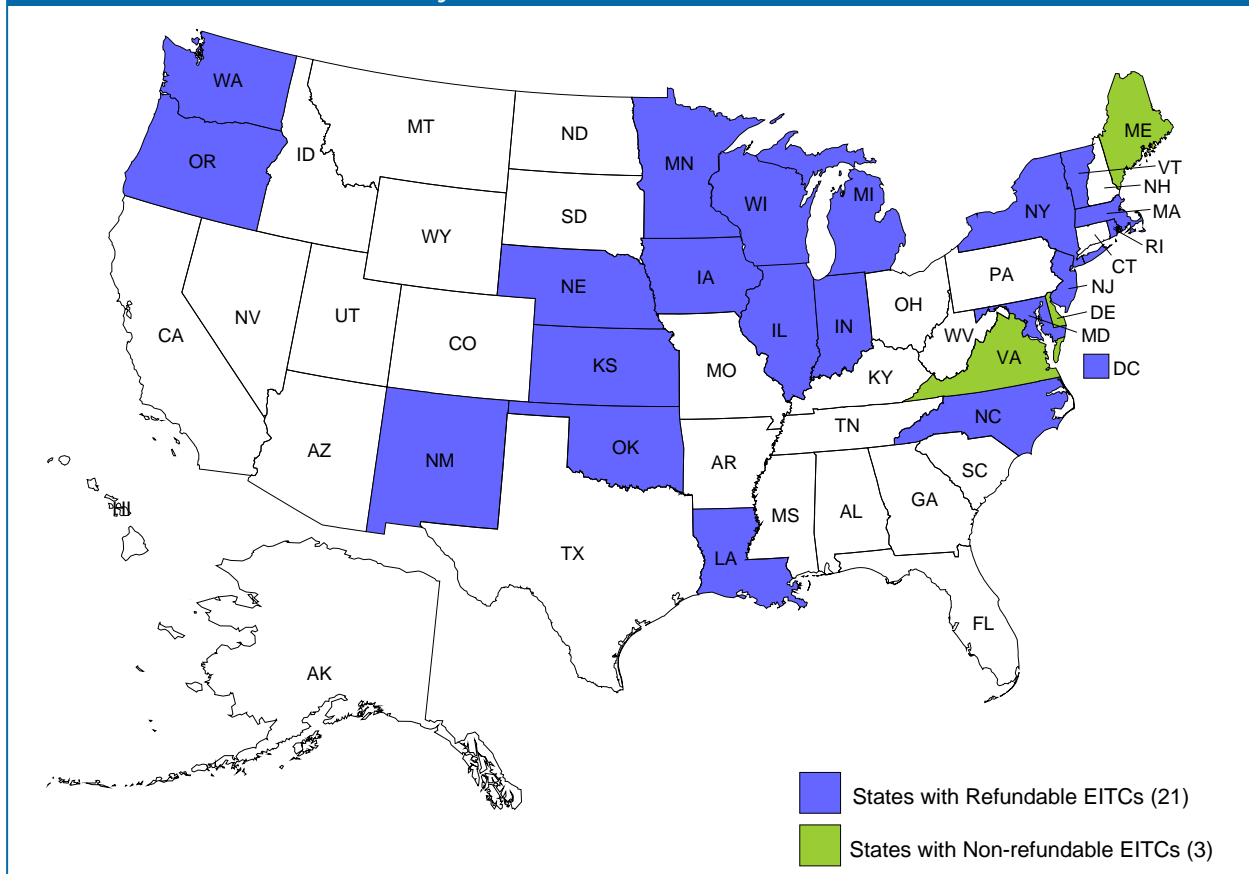 WA
MT
ND
MN
ME
OR
ID
VT
NH
SD
WI
MI
NY
MA
WY
RI
CT
PA
IA
NE
NJ
OH
DE
NV
UT
IL
IN
MD
CA
CO
WV
VA
KS
MO
KY
DC
NC
TN
AZ
NM
OK
AR
SC
GA
HI
MS
AL
TX
LA
FL
AK
States with Refundable EITCs (21)
States with Non-refundable EITCs (3)